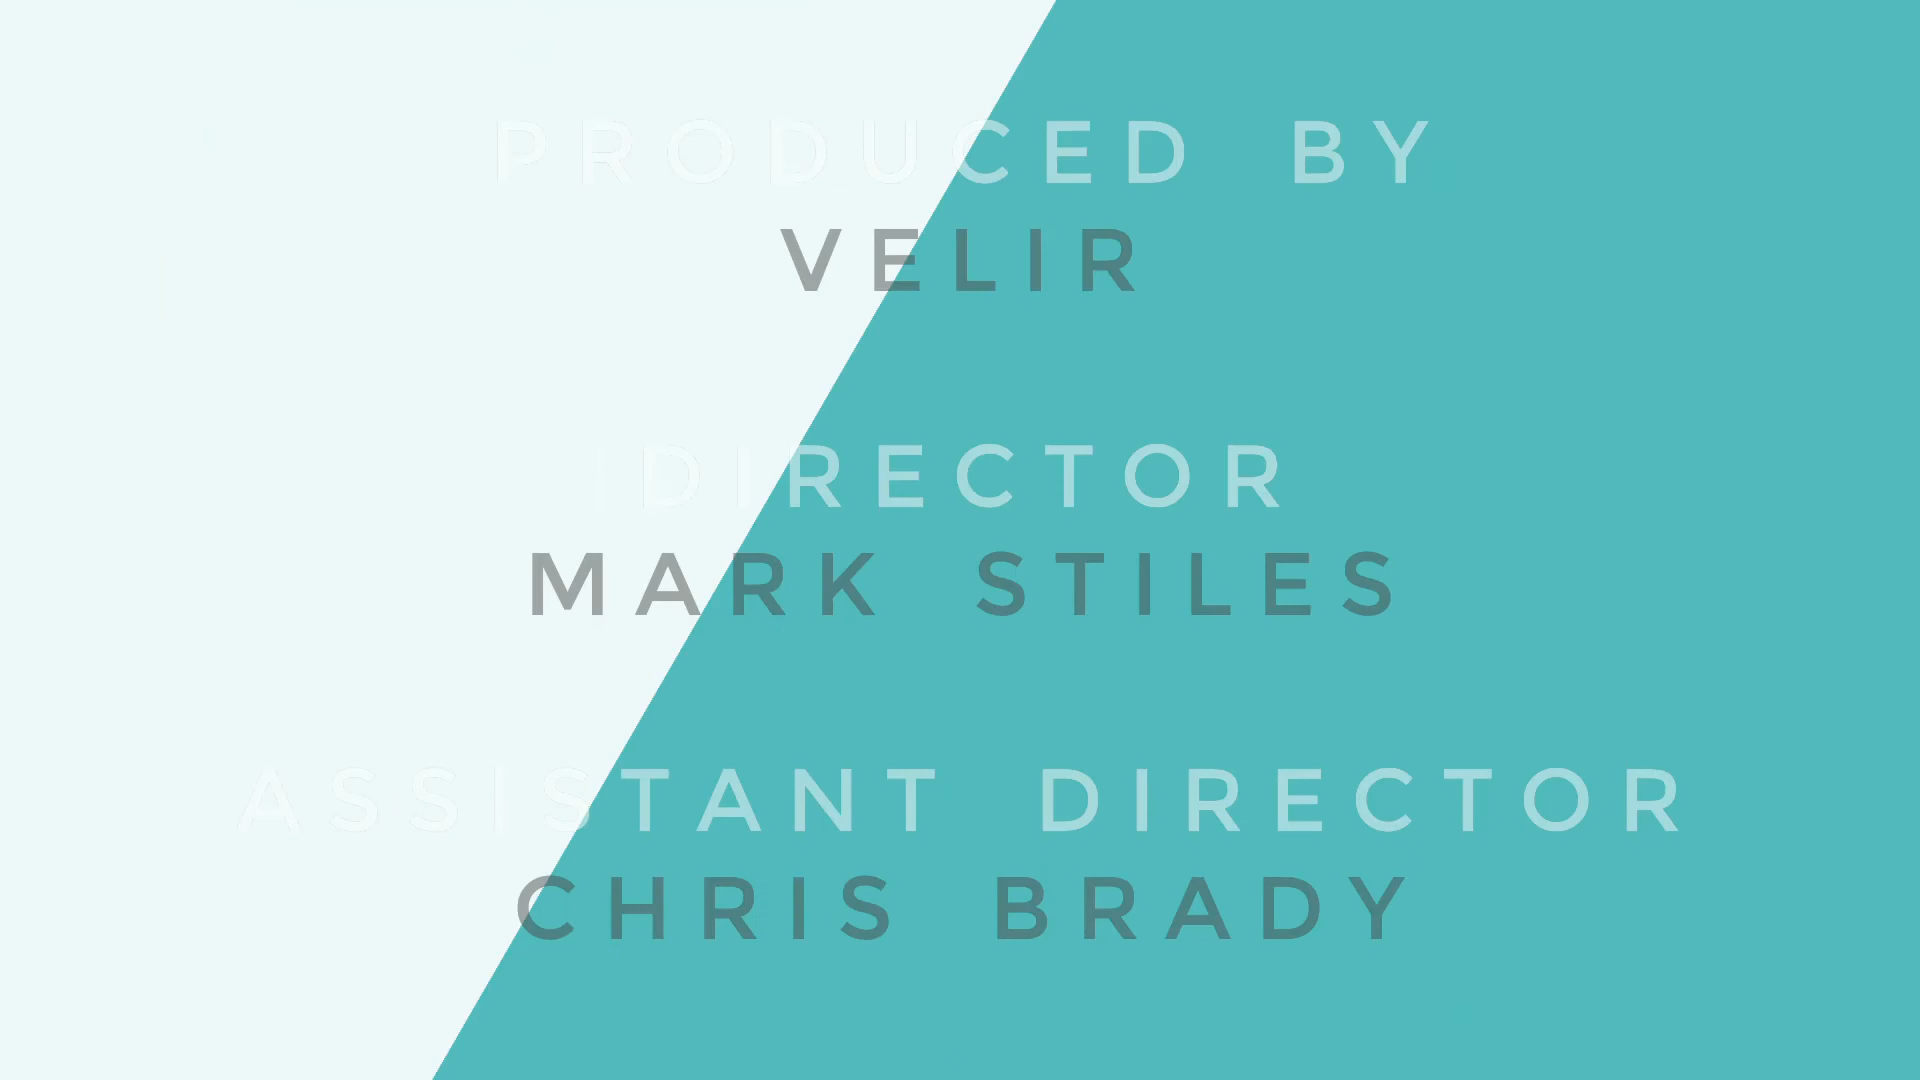 PRODUCED BY
VELIR
DIRECTOR
MARK STILES
ASSISTANT DIRECTOR
CHRIS BRADY